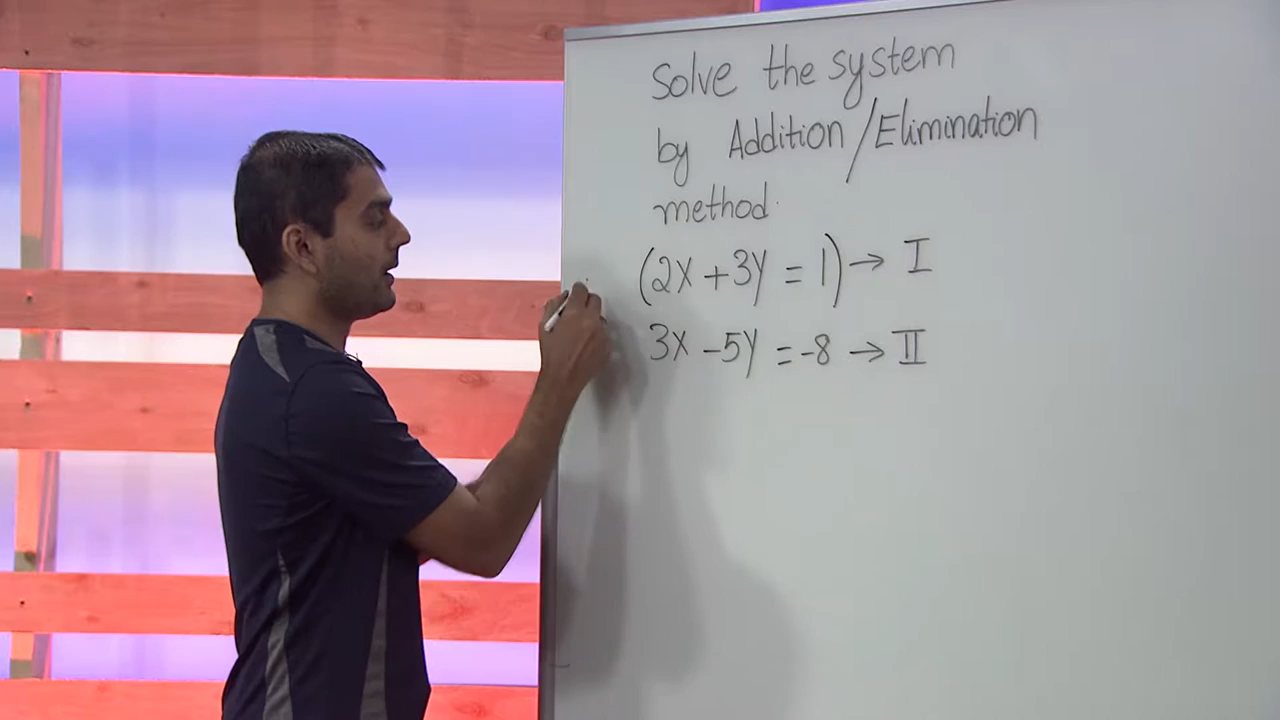 Solve the system
by Addition/Elimination
method.
(2x + 3y = 1) → I
3x - 5y = -8 → II